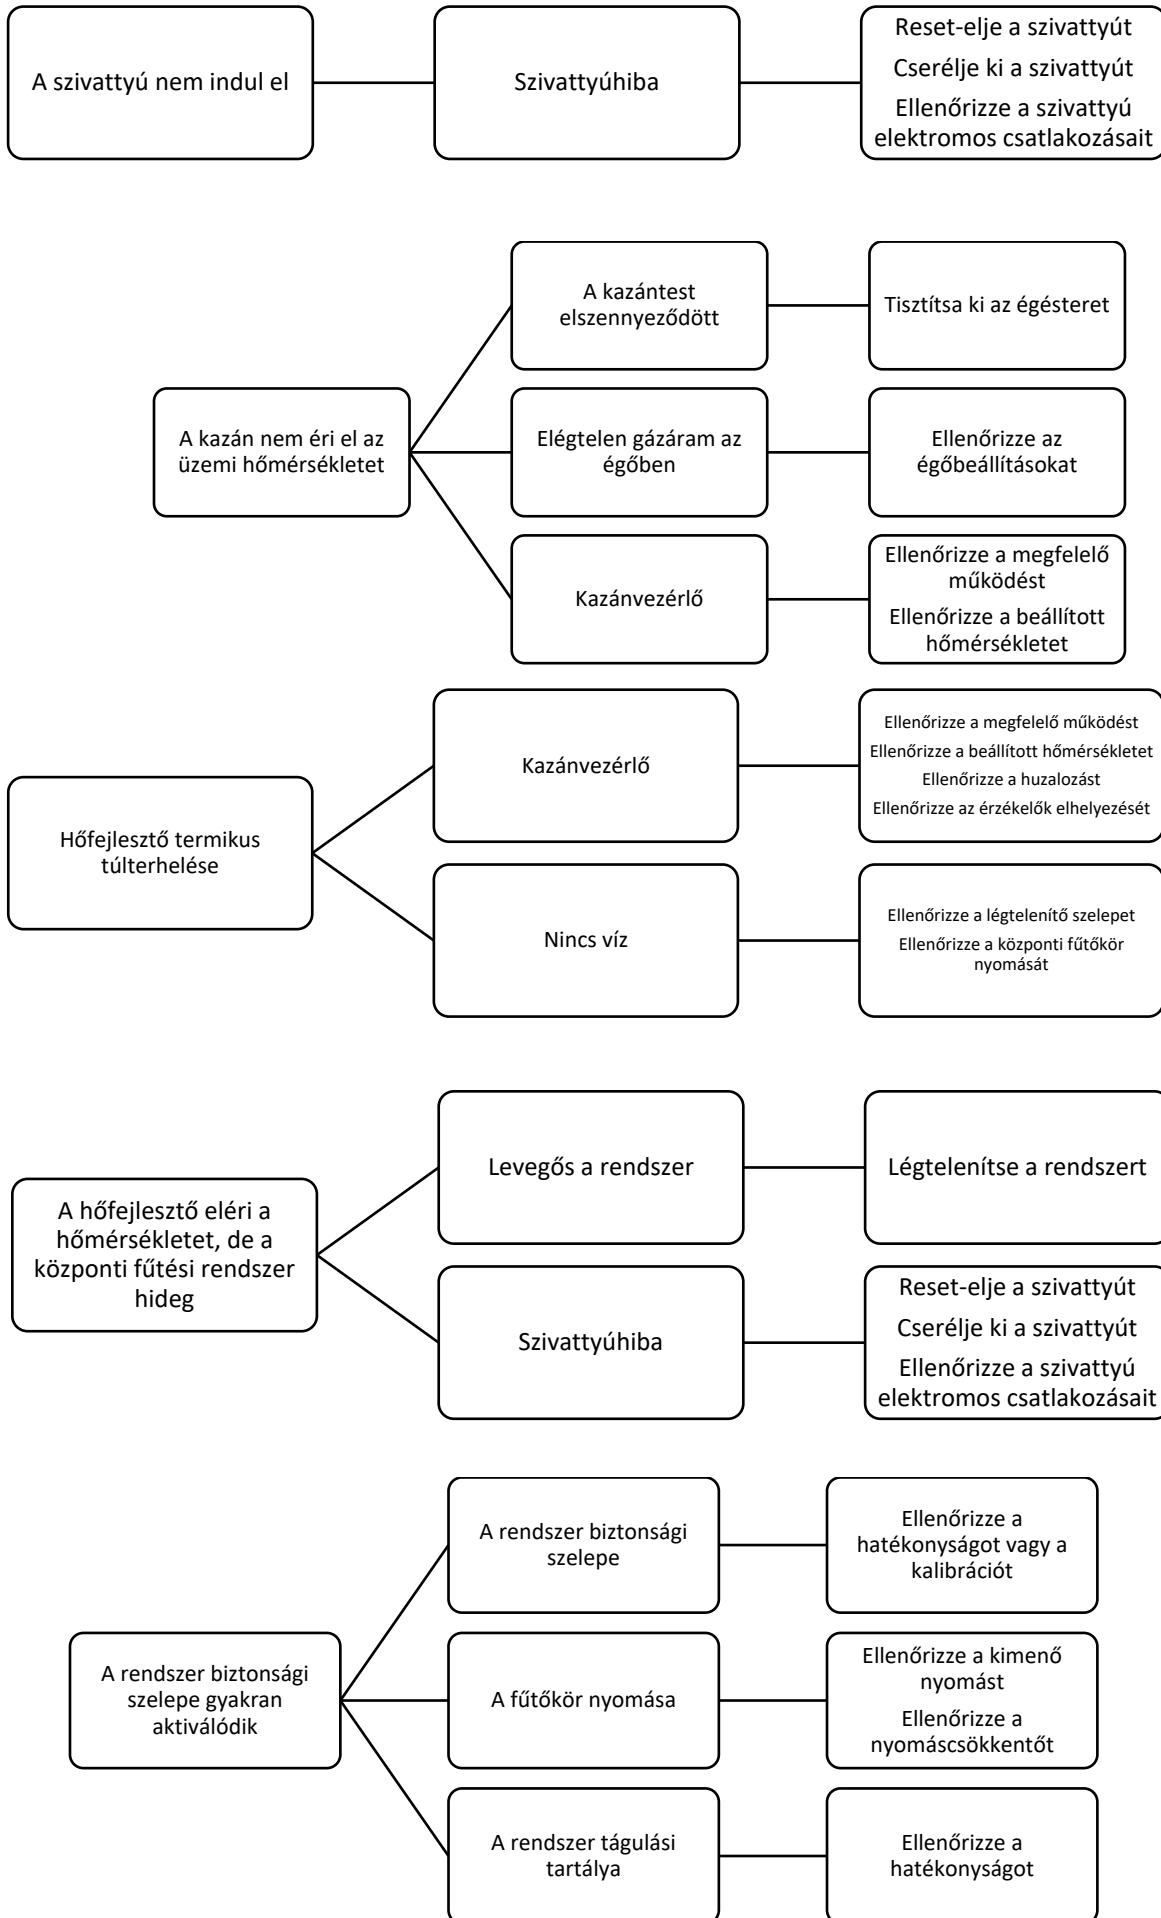 A szivattyú nem indul el
Szivattyúhiba
Reset-elje a szivattyút
Cserélje ki a szivattyút
Ellenőrizze a szivattyú
elektromos csatlakozásait
A kazán nem éri el az
üzemi hőmérsékletet
A kazántest
elszennyeződött
Tisztítsa ki az égésteret
Elégtelen gázáram az
égőben
Ellenőrizze az
égőbeállításokat
Kazánvezérlő
Ellenőrizze a megfelelő
működést
Ellenőrizze a beállított
hőmérsékletet
Hőfejlesztő termikus
túlterhelése
Kazánvezérlő
Ellenőrizze a megfelelő működést
Ellenőrizze a beállított hőmérsékletet
Ellenőrizze a huzalozást
Ellenőrizze az érzékelők elhelyezését
Nincs víz
Ellenőrizze a légtelenítő szelepet
Ellenőrizze a központi fűtőkör
nyomását
A hőfejlesztő eléri a
hőmérsékletet, de a
központi fűtési rendszer
hideg
Levegős a rendszer
Légtelenítse a rendszert
Szivattyúhiba
Reset-elje a szivattyút
Cserélje ki a szivattyút
Ellenőrizze a szivattyú
elektromos csatlakozásait
A rendszer biztonsági
szelepe gyakran
aktiválódik
A rendszer biztonsági
szelepe
Ellenőrizze a
hatékonyságot vagy a
kalibrációt
A fűtőkör nyomása
Ellenőrizze a kimenő
nyomást
Ellenőrizze a
nyomáscsökkentőt
A rendszer tágulási
tartálya
Ellenőrizze a
hatékonyságot